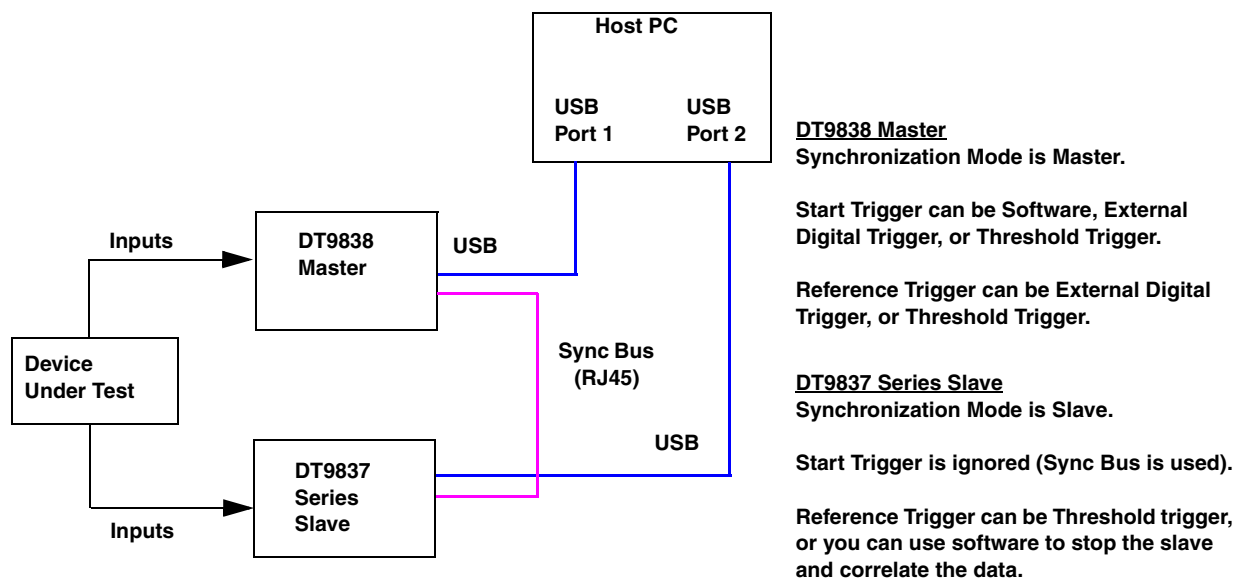 Host PC
USB
Port 1
USB
Port 2
Inputs
DT9838
Master
USB
Device
Under Test
Sync Bus
(RJ45)
DT9837
Series
Slave
USB
Inputs
DT9838 Master
Synchronization Mode is Master.
Start Trigger can be Software, External
Digital Trigger, or Threshold Trigger.
Reference Trigger can be External Digital
Trigger, or Threshold Trigger.
DT9837 Series Slave
Synchronization Mode is Slave.
Start Trigger is ignored (Sync Bus is used).
Reference Trigger can be Threshold trigger,
or you can use software to stop the slave
and correlate the data.